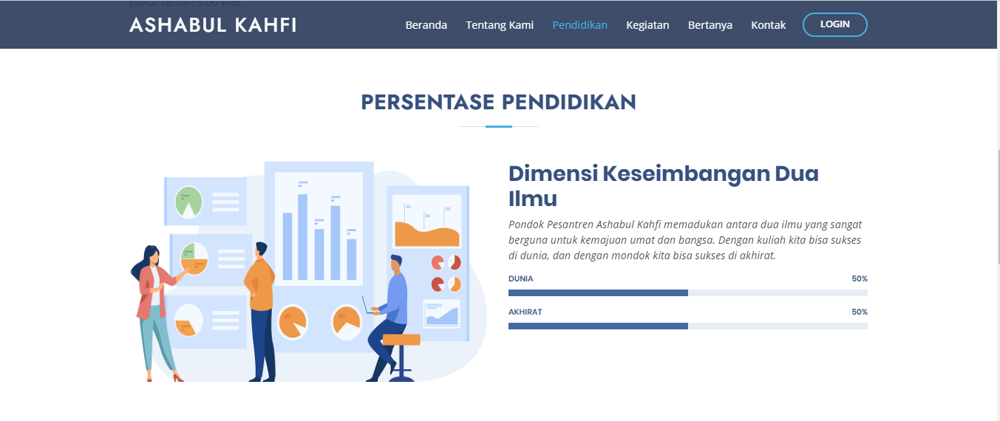 pukul 18.00-19.00 WIB.
ASHABUL KAHFI
Beranda
Tentang Kami
Pendidikan
Kegiatan
Bertanya
Kontak
LOGIN
PERSENTASE PENDIDIKAN
Dimensi Keseimbangan Dua
Ilmu
Pondok Pesantren Ashabul Kahfi memadukan antara dua ilmu yang sangat
berguna untuk kemajuan umat dan bangsa. Dengan kuliah kita bisa sukses
di dunia, dan dengan mondok kita bisa sukses di akhirat.
DUNIA 50%
AKHIRAT 50%